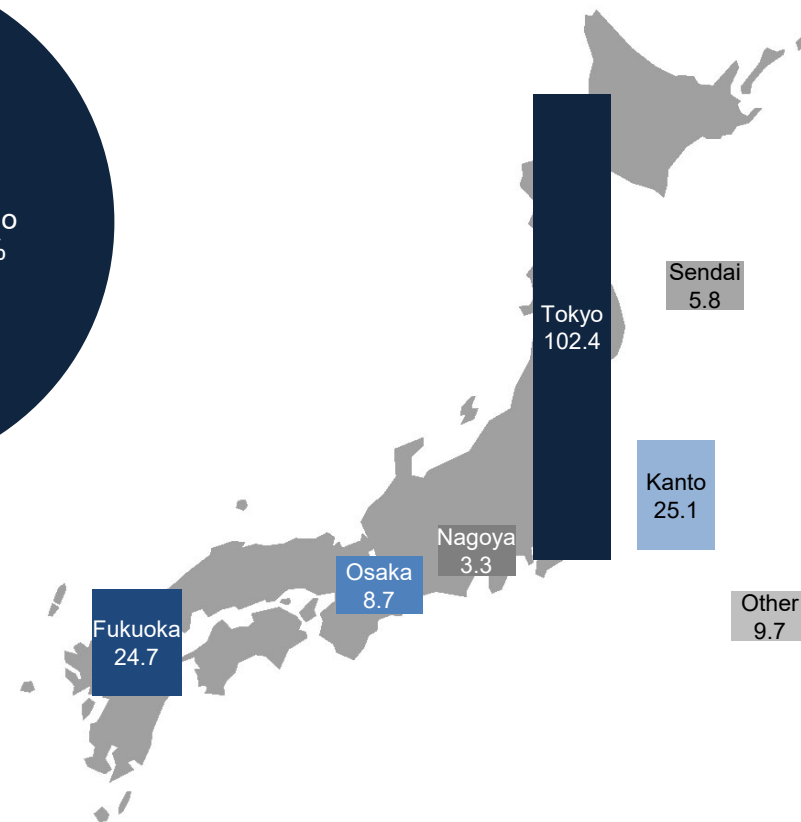 o
%
Sendai
5.8
Tokyo
102.4
Kanto
25.1
Nagoya
3.3
Osaka
8.7
Other
9.7
Fukuoka
24.7